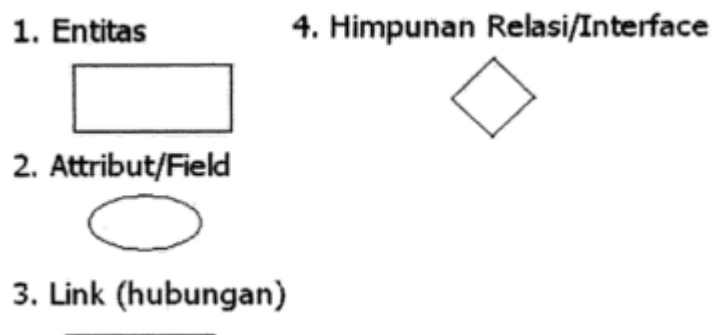 1. Entitas
4. Himpunan Relasi/Interface
2. Attribut/Field
3. Link (hubungan)